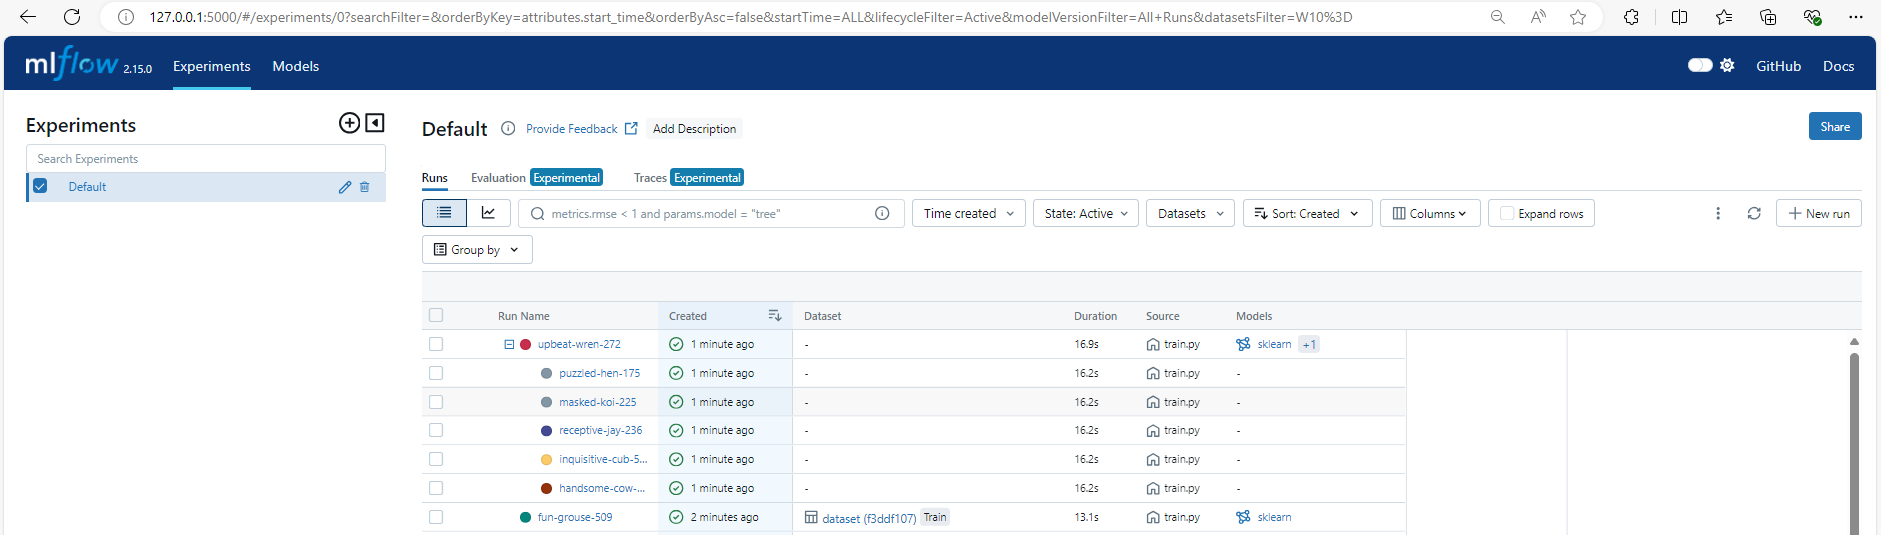 127.0.0.1:5000/#/experiments/0?searchFilter=&orderByKey=attributes.start_time&orderByAsc=false&startTime=ALL&lifecycleFilter=Active&modelVersionFilter=All+Runs&datasetsFilter=W10%3D
mlflow 2.15.0 Experiments Models GitHub Docs
Experiments
Search Experiments
Default
Default Provide Feedback Add Description Share
Runs Evaluation Experimental Traces Experimental
metrics.rmse < 1 and params.model = "tree" Time created State: Active Datasets Sort: Created Columns Expand rows New run
Group by
Run Name Created Dataset Duration Source Models
upbeat-wren-272 1 minute ago - 16.9s train.py sklearn +1
puzzled-hen-175 1 minute ago - 16.2s train.py -
masked-koi-225 1 minute ago - 16.2s train.py -
receptive-jay-236 1 minute ago - 16.2s train.py -
inquisitive-cub-5... 1 minute ago - 16.2s train.py -
handsome-cow-... 1 minute ago - 16.2s train.py -
fun-grouse-509 2 minutes ago dataset (f3ddf107) Train 13.1s train.py sklearn